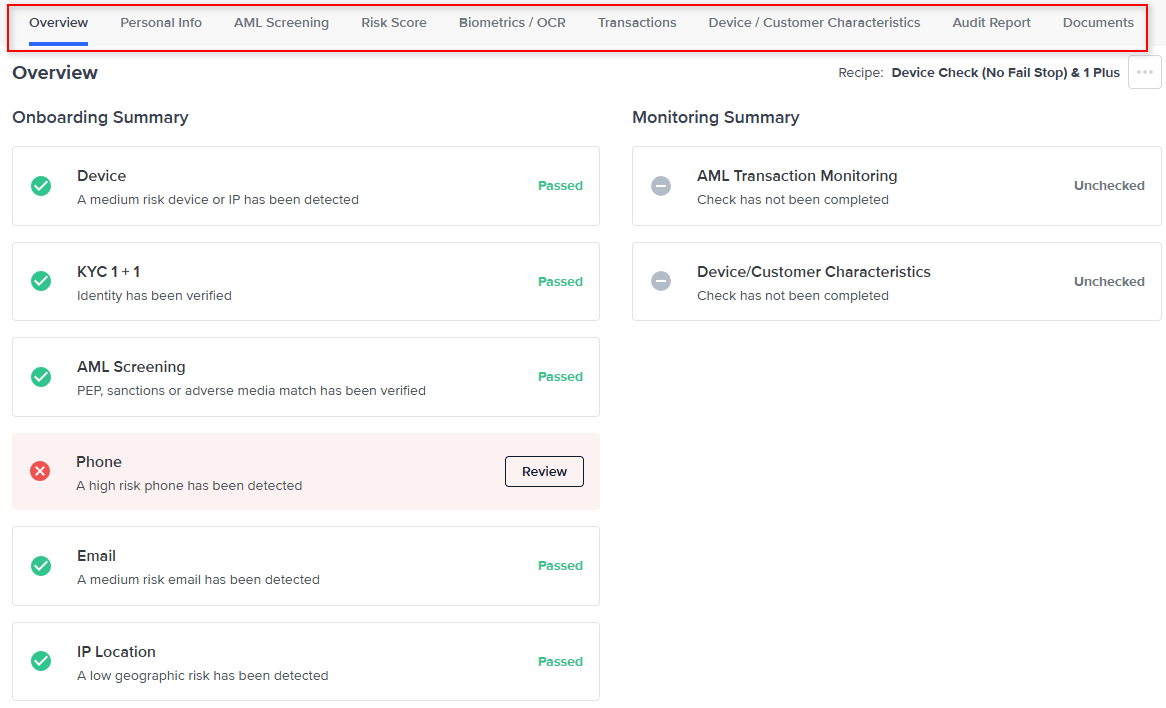 Overview Personal Info AML Screening Risk Score Biometrics / OCR Transactions Device / Customer Characteristics Audit Report Documents
Overview
Recipe: Device Check (No Fail Stop) & 1 Plus
Onboarding Summary
Device
A medium risk device or IP has been detected
Passed
KYC 1 + 1
Identity has been verified
Passed
AML Screening
PEP, sanctions or adverse media match has been verified
Passed
Phone
A high risk phone has been detected
Review
Email
A medium risk email has been detected
Passed
IP Location
A low geographic risk has been detected
Passed
Monitoring Summary
AML Transaction Monitoring
Check has not been completed
Unchecked
Device/Customer Characteristics
Check has not been completed
Unchecked